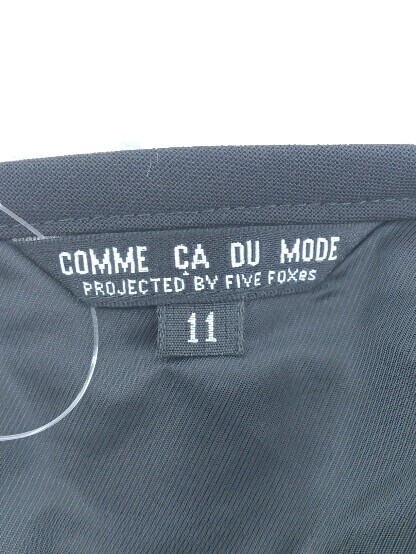 COMME ÇA DU MODE
PROJECTED BY FIVE FOXes
11